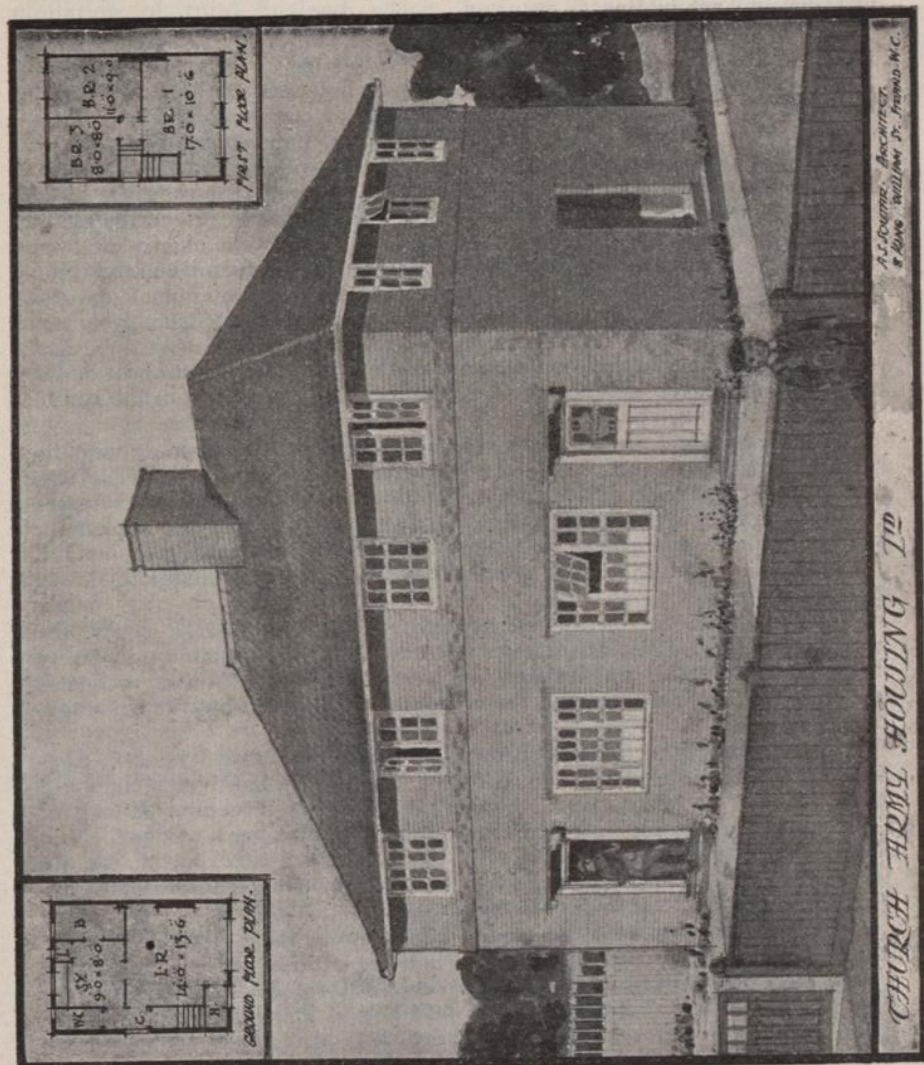 WC
9·0 × 8·0
B
C
L·R
14·0 × 13·6
H
GROUND FLOOR PLAN.
B.R. 3
8·0 × 8·0
B.R. 2
11·0 × 9·0
B.R. 1
17·0 × 10·6
FIRST FLOOR PLAN.
CHURCH ARMY HOUSING LTD
A.S. SOUTAR. ARCHITECT.
8 KING WILLIAM ST. STRAND. W.C.